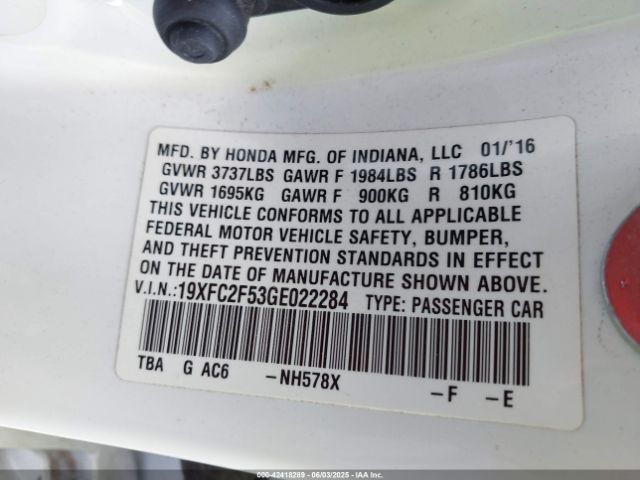 MFD. BY HONDA MFG. OF INDIANA, LLC 01/'16
GVWR 3737LBS GAWR F 1984LBS R 1786LBS
GVWR 1695KG GAWR F 900KG R 810KG
THIS VEHICLE CONFORMS TO ALL APPLICABLE
FEDERAL MOTOR VEHICLE SAFETY, BUMPER,
AND THEFT PREVENTION STANDARDS IN EFFECT
ON THE DATE OF MANUFACTURE SHOWN ABOVE.
V.I.N.:19XFC2F53GE022284 TYPE: PASSENGER CAR
TBA G AC6 -NH578X -F -E
000-42418289 - 06/03/2025 - IAA Inc.